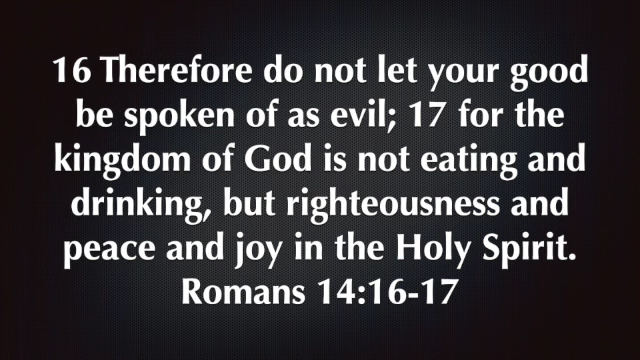 16 Therefore do not let your good
be spoken of as evil; 17 for the
kingdom of God is not eating and
drinking, but righteousness and
peace and joy in the Holy Spirit.
Romans 14:16-17